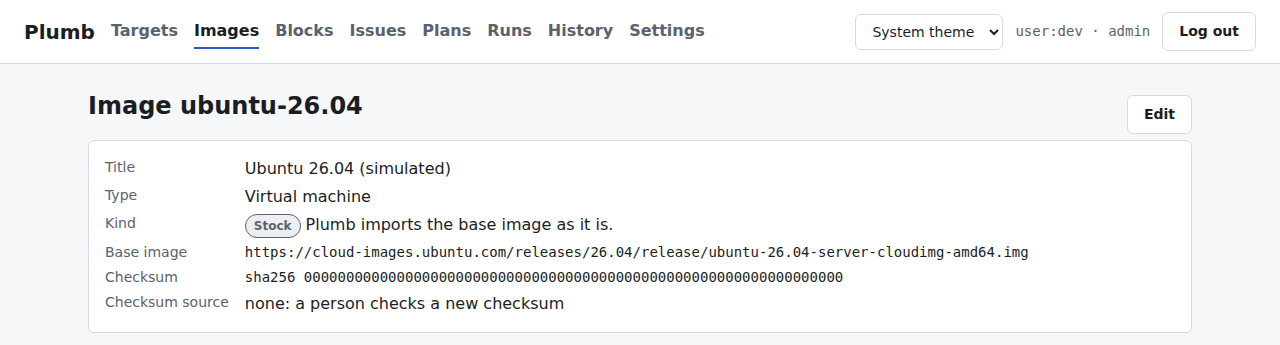 Plumb Targets Images Blocks Issues Plans Runs History Settings System theme user:dev · admin Log out
Image ubuntu-26.04 Edit
Title Ubuntu 26.04 (simulated)
Type Virtual machine
Kind Stock Plumb imports the base image as it is.
Base image https://cloud-images.ubuntu.com/releases/26.04/release/ubuntu-26.04-server-cloudimg-amd64.img
Checksum sha256 0000000000000000000000000000000000000000000000000000000000000000
Checksum source none: a person checks a new checksum